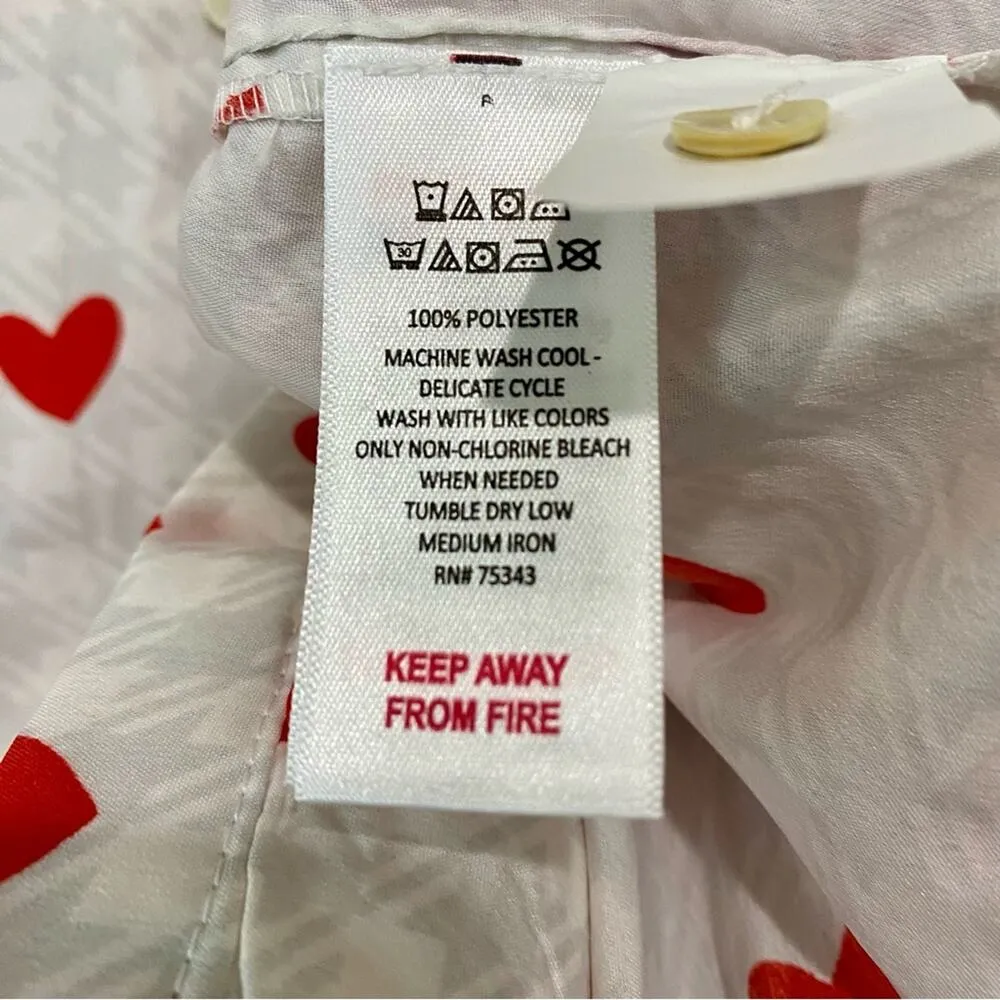 30
100% POLYESTER
MACHINE WASH COOL -
DELICATE CYCLE
WASH WITH LIKE COLORS
ONLY NON-CHLORINE BLEACH
WHEN NEEDED
TUMBLE DRY LOW
MEDIUM IRON
RN# 75343
KEEP AWAY
FROM FIRE